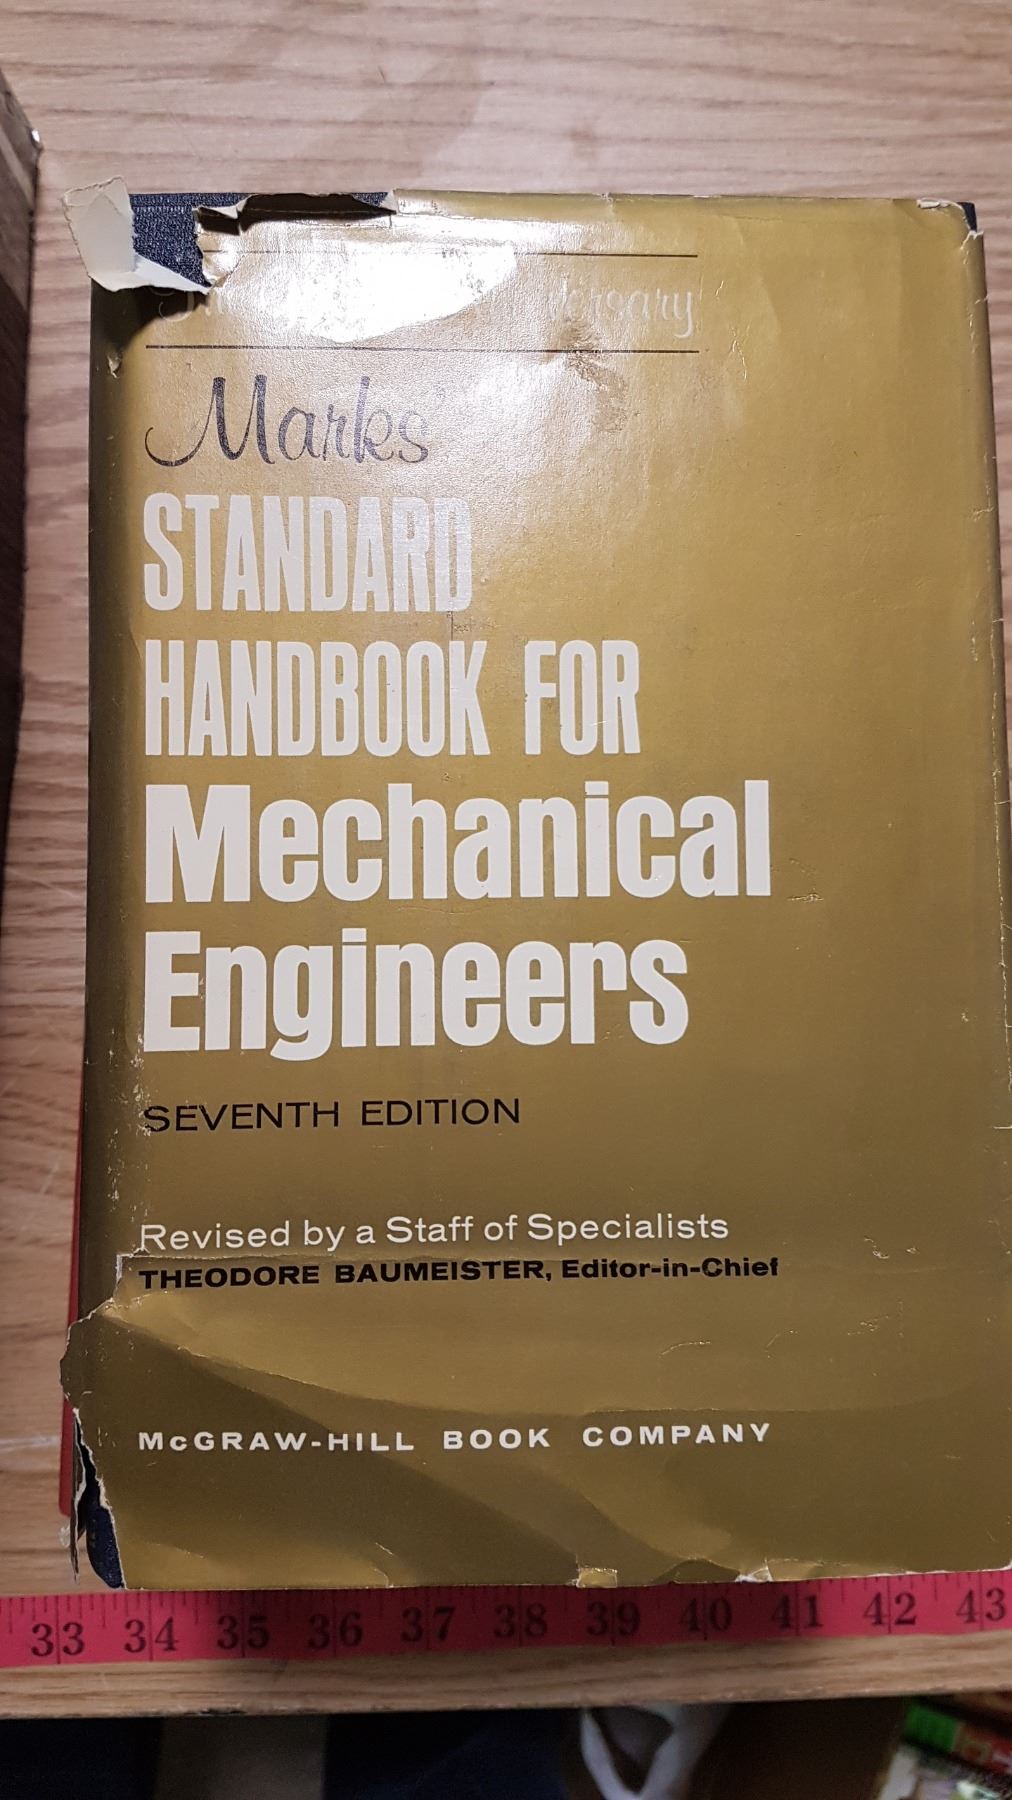 versary
Marks'
STANDARD
HANDBOOK FOR
Mechanical
Engineers
SEVENTH EDITION
Revised by a Staff of Specialists
THEODORE BAUMEISTER, Editor-in-Chief
McGRAW-HILL BOOK COMPANY
33 34 35 36 37 38 39 40 41 42 43